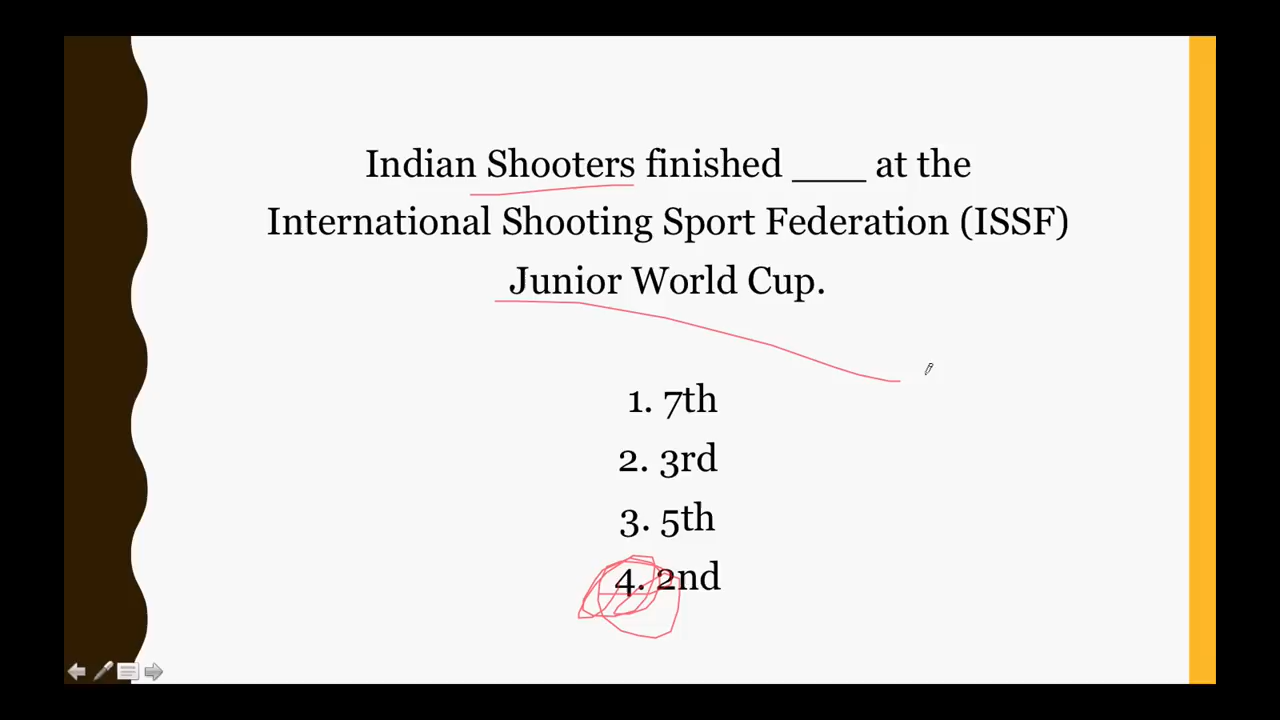 Indian Shooters finished ____ at the
International Shooting Sport Federation (ISSF)
Junior World Cup.
1. 7th
2. 3rd
3. 5th
4. 2nd